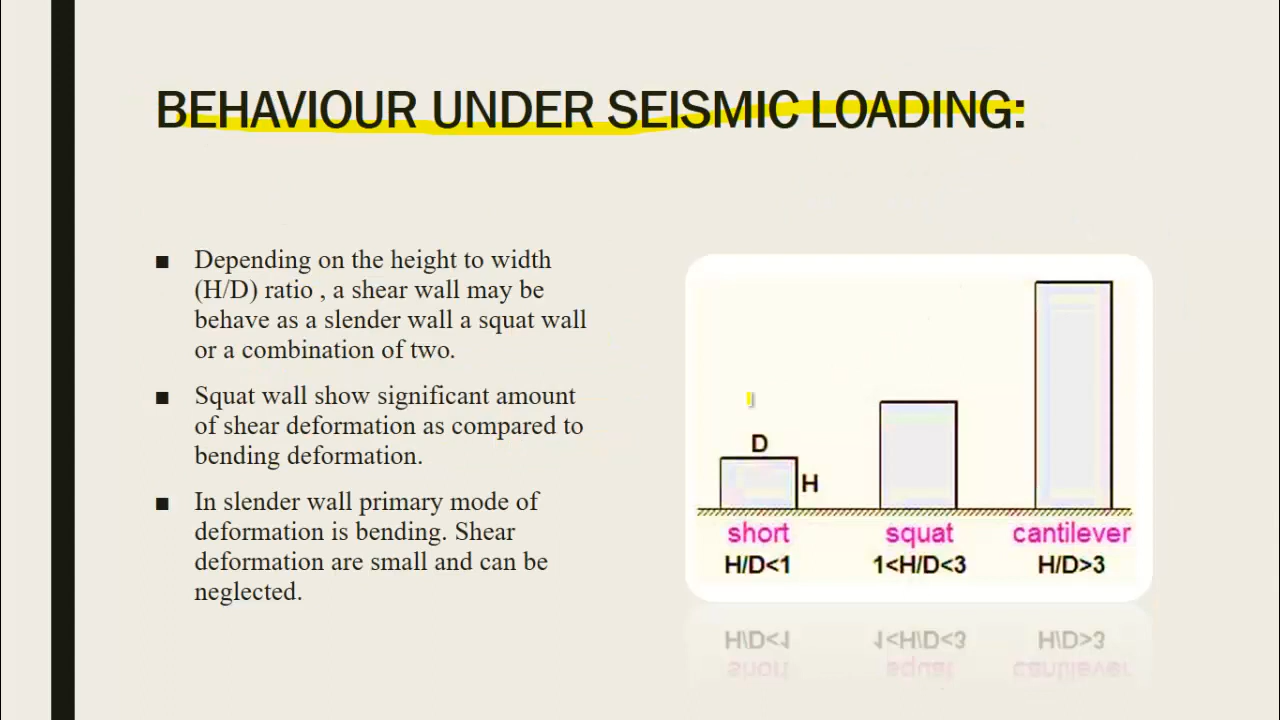 BEHAVIOUR UNDER SEISMIC LOADING:
■ Depending on the height to width
(H/D) ratio , a shear wall may be
behave as a slender wall a squat wall
or a combination of two.
■ Squat wall show significant amount
of shear deformation as compared to
bending deformation.
■ In slender wall primary mode of
deformation is bending. Shear
deformation are small and can be
neglected.
D
H
short squat cantilever
H/D<1 1<H/D<3 H/D>3